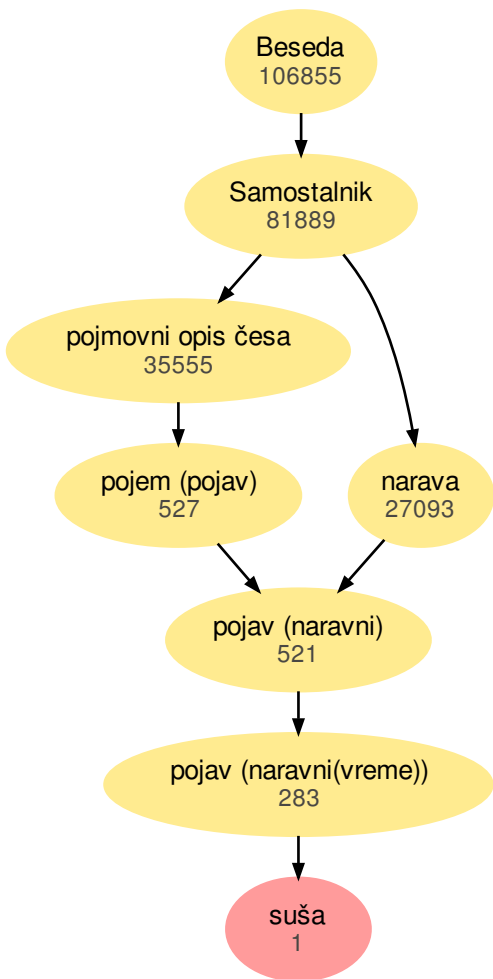 Beseda
106855
Samostalnik
81889
pojmovni opis česa
35555
pojem (pojav)
527
narava
27093
pojav (naravni)
521
pojav (naravni(vreme))
283
suša
1